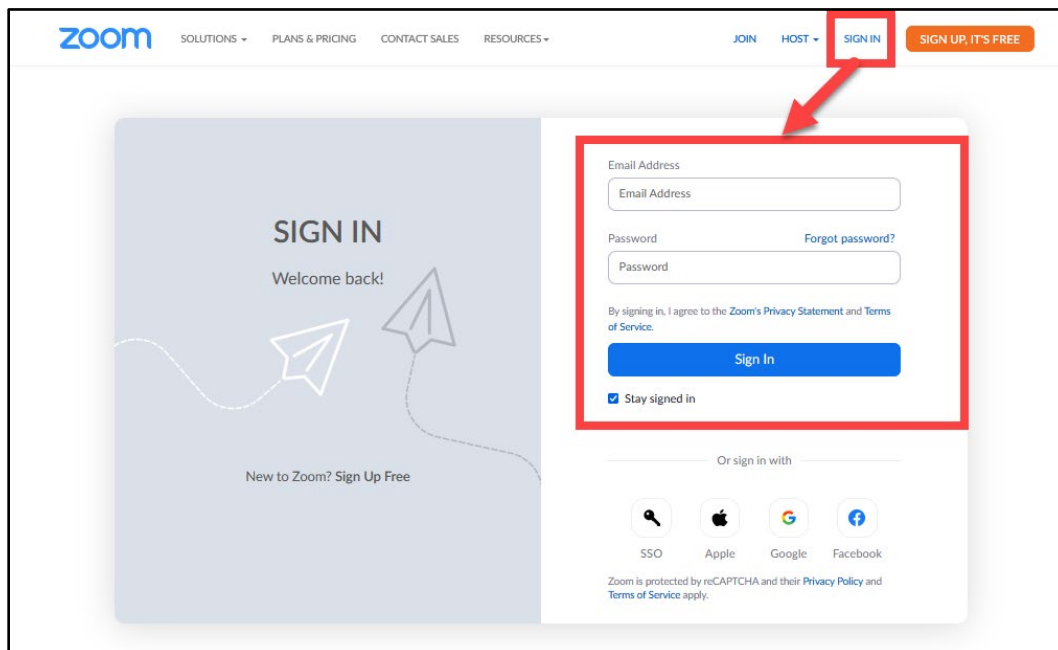 zoom SOLUTIONS PLANS & PRICING CONTACT SALES RESOURCES JOIN HOST SIGN IN SIGN UP, IT'S FREE
SIGN IN
Welcome back!
New to Zoom? Sign Up Free
Email Address
Email Address
Password Forgot password?
Password
By signing in, I agree to the Zoom's Privacy Statement and Terms
of Service.
Sign In
Stay signed in
Or sign in with
SSO Apple Google Facebook
Zoom is protected by reCAPTCHA and their Privacy Policy and
Terms of Service apply.